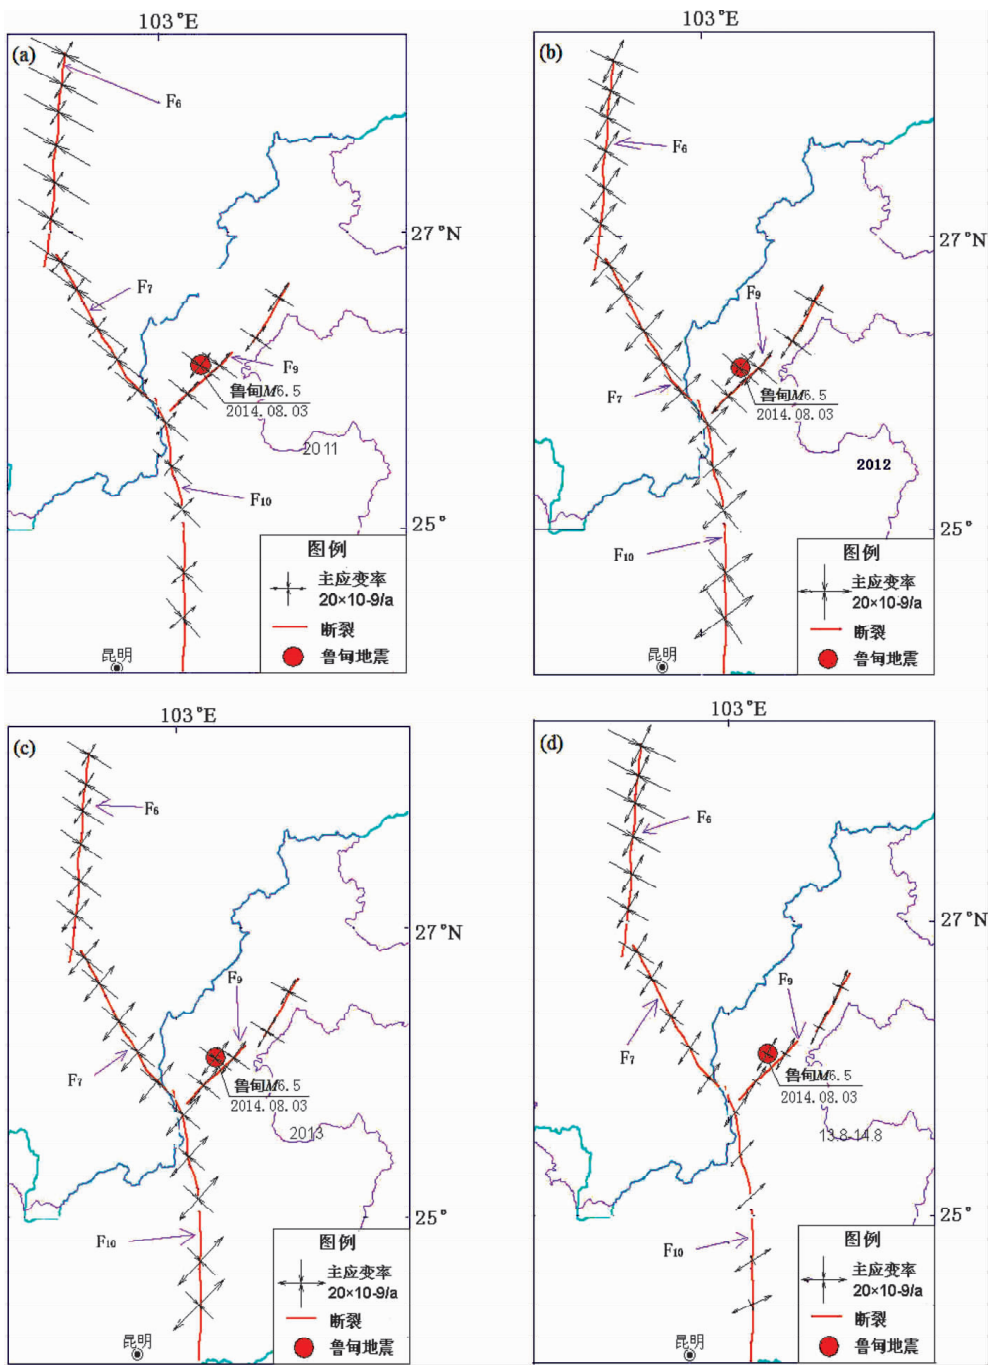 103°E
(a)
F6
27°N
F7
F9
鲁甸M6.5
2014.08.03
2011
F10
25°
图例
主应变率
20×10-9/a
断裂
鲁甸地震
昆明
103°E
(b)
F6
27°N
F9
F7
鲁甸M6.5
2014.08.03
2012
25°
F10
图例
主应变率
20×10-9/a
断裂
鲁甸地震
昆明
103°E
(c)
F6
27°N
F9
F7
鲁甸M6.5
2014.08.03
2013
25°
F10
图例
主应变率
20×10-9/a
断裂
鲁甸地震
昆明
103°E
(d)
F6
27°N
F9
F7
鲁甸M6.5
2014.08.03
13.8-14.8
25°
F10
图例
主应变率
20×10-9/a
断裂
鲁甸地震
昆明